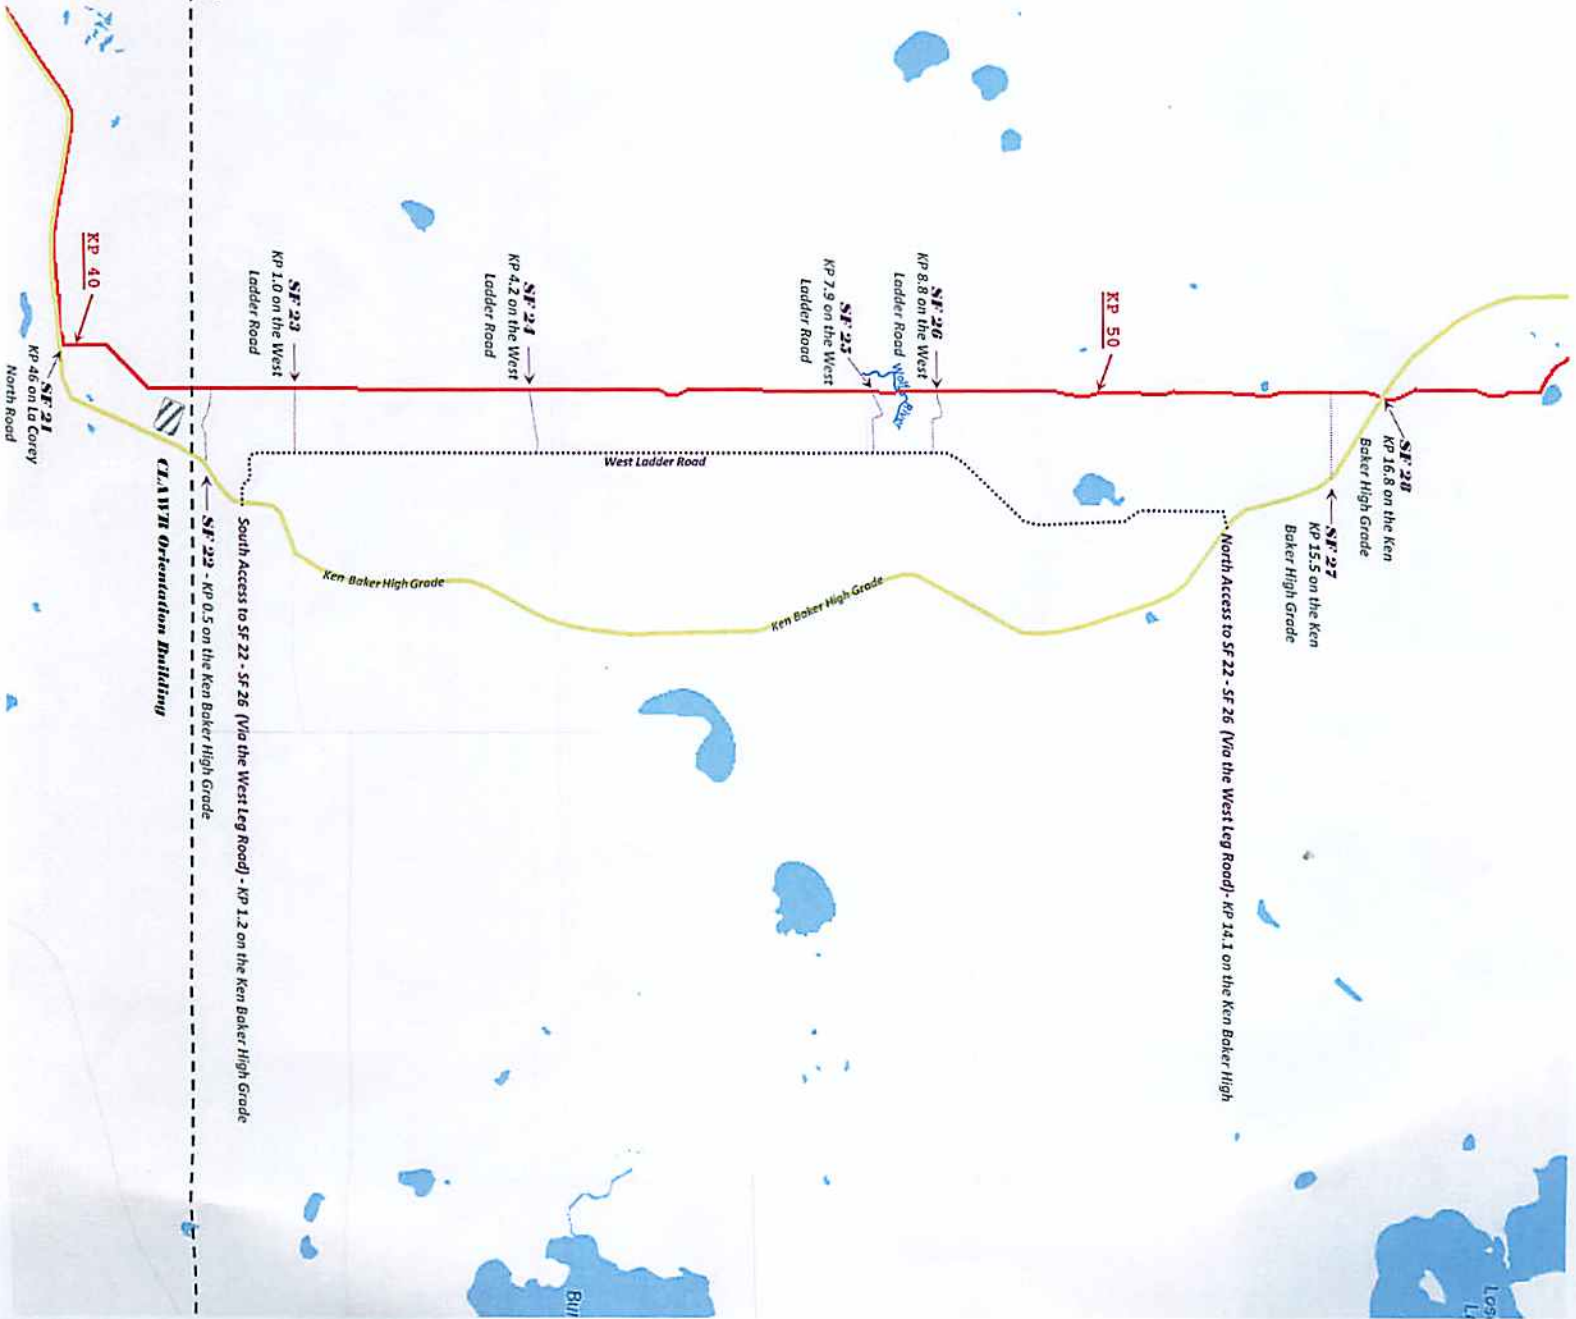 SF 28
KP 16.8 on the Ken
Baker High Grade
SF 27
KP 15.5 on the Ken
Baker High Grade
North Access to SF 22 - SF 26 (Via the West Leg Road)- KP 14.1 on the Ken Baker High
KP 50
SF 26
KP 8.8 on the West
Ladder Road
Wolf River
SF 25
KP 7.9 on the West
Ladder Road
Ken Baker High Grade
West Ladder Road
SF 24
KP 4.2 on the West
Ladder Road
Ken Baker High Grade
SF 23
KP 1.0 on the West
Ladder Road
South Access to SF 22 - SF 26 (Via the West Leg Road) - KP 1.2 on the Ken Baker High Grade
SF 22 - KP 0.5 on the Ken Baker High Grade
CLAWR Orientation Building
KP 40
SF 21
KP 46 on La Corey
North Road
Bur
Los